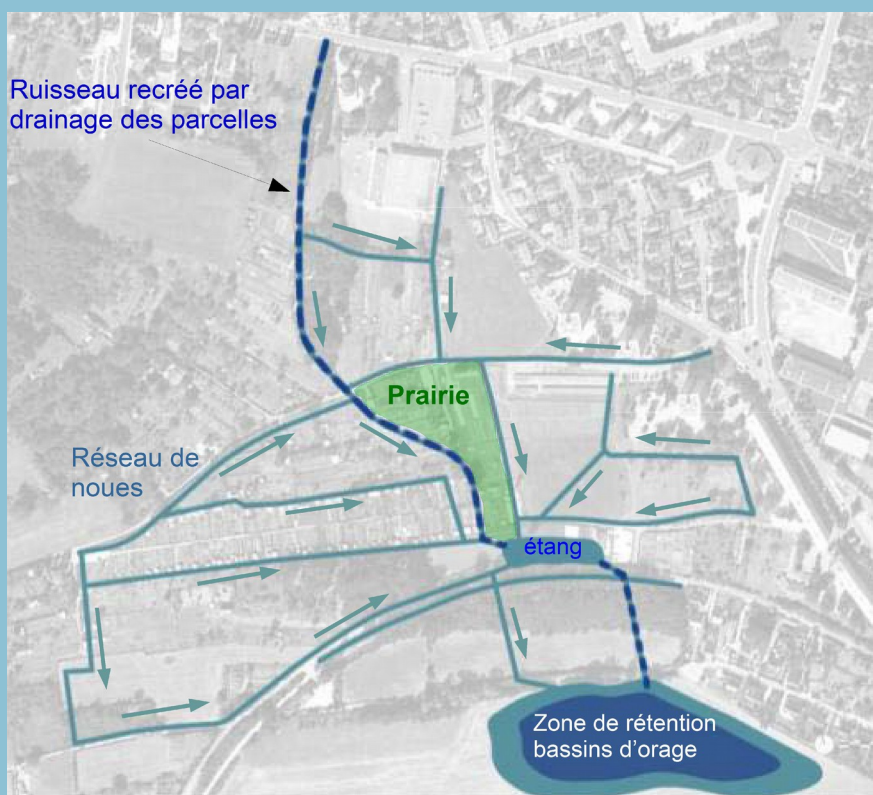 Ruisseau recréé par
drainage des parcelles
Prairie
Réseau de
noues
étang
Zone de rétention
bassins d'orage